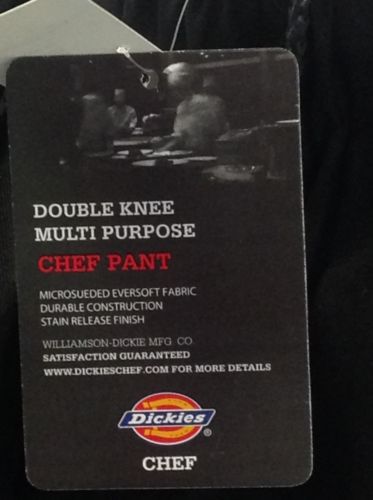 DOUBLE KNEE
MULTI PURPOSE
CHEF PANT
MICROSUEDED EVERSOFT FABRIC
DURABLE CONSTRUCTION
STAIN RELEASE FINISH
WILLIAMSON-DICKIE MFG CO
SATISFACTION GUARANTEED
WWW.DICKIESCHEF.COM FOR MORE DETAILS
Dickies®
CHEF